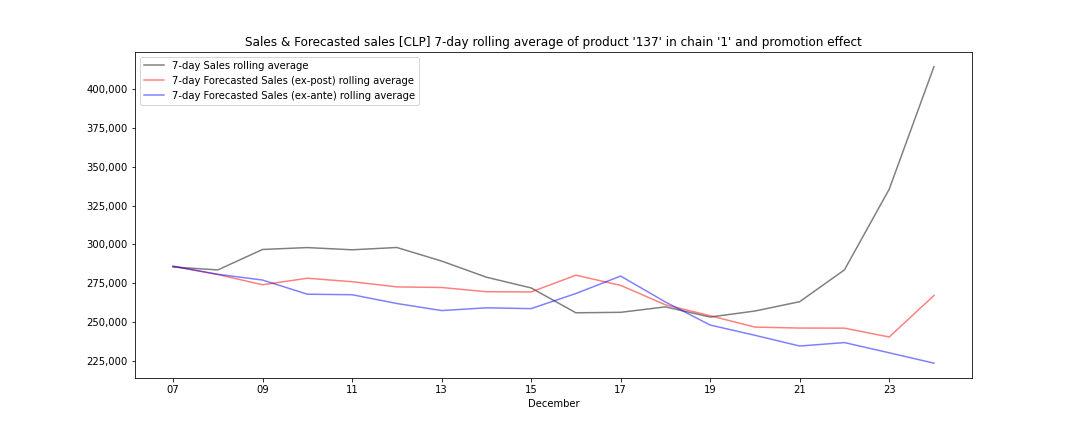 Sales & Forecasted sales [CLP] 7-day rolling average of product '137' in chain '1' and promotion effect
7-day Sales rolling average
7-day Forecasted Sales (ex-post) rolling average
7-day Forecasted Sales (ex-ante) rolling average
400,000
375,000
350,000
325,000
300,000
275,000
250,000
225,000
07 09 11 13 15 17 19 21 23
December